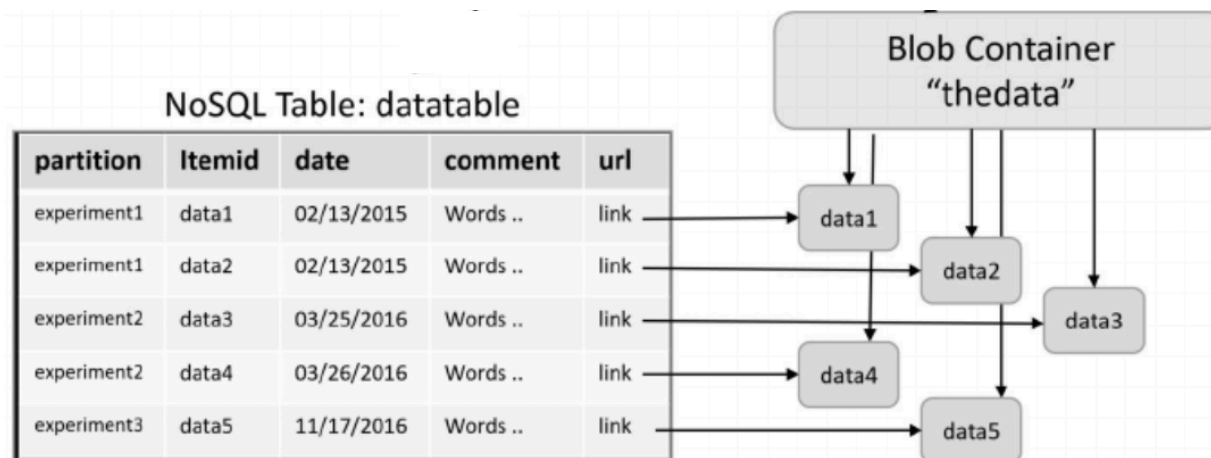 Blob Container
“thedata”
NoSQL Table: datatable
partition Itemid date comment url
experiment1 data1 02/13/2015 Words .. link
data1
experiment1 data2 02/13/2015 Words .. link
data2
experiment2 data3 03/25/2016 Words .. link
data3
experiment2 data4 03/26/2016 Words .. link
data4
experiment3 data5 11/17/2016 Words .. link
data5